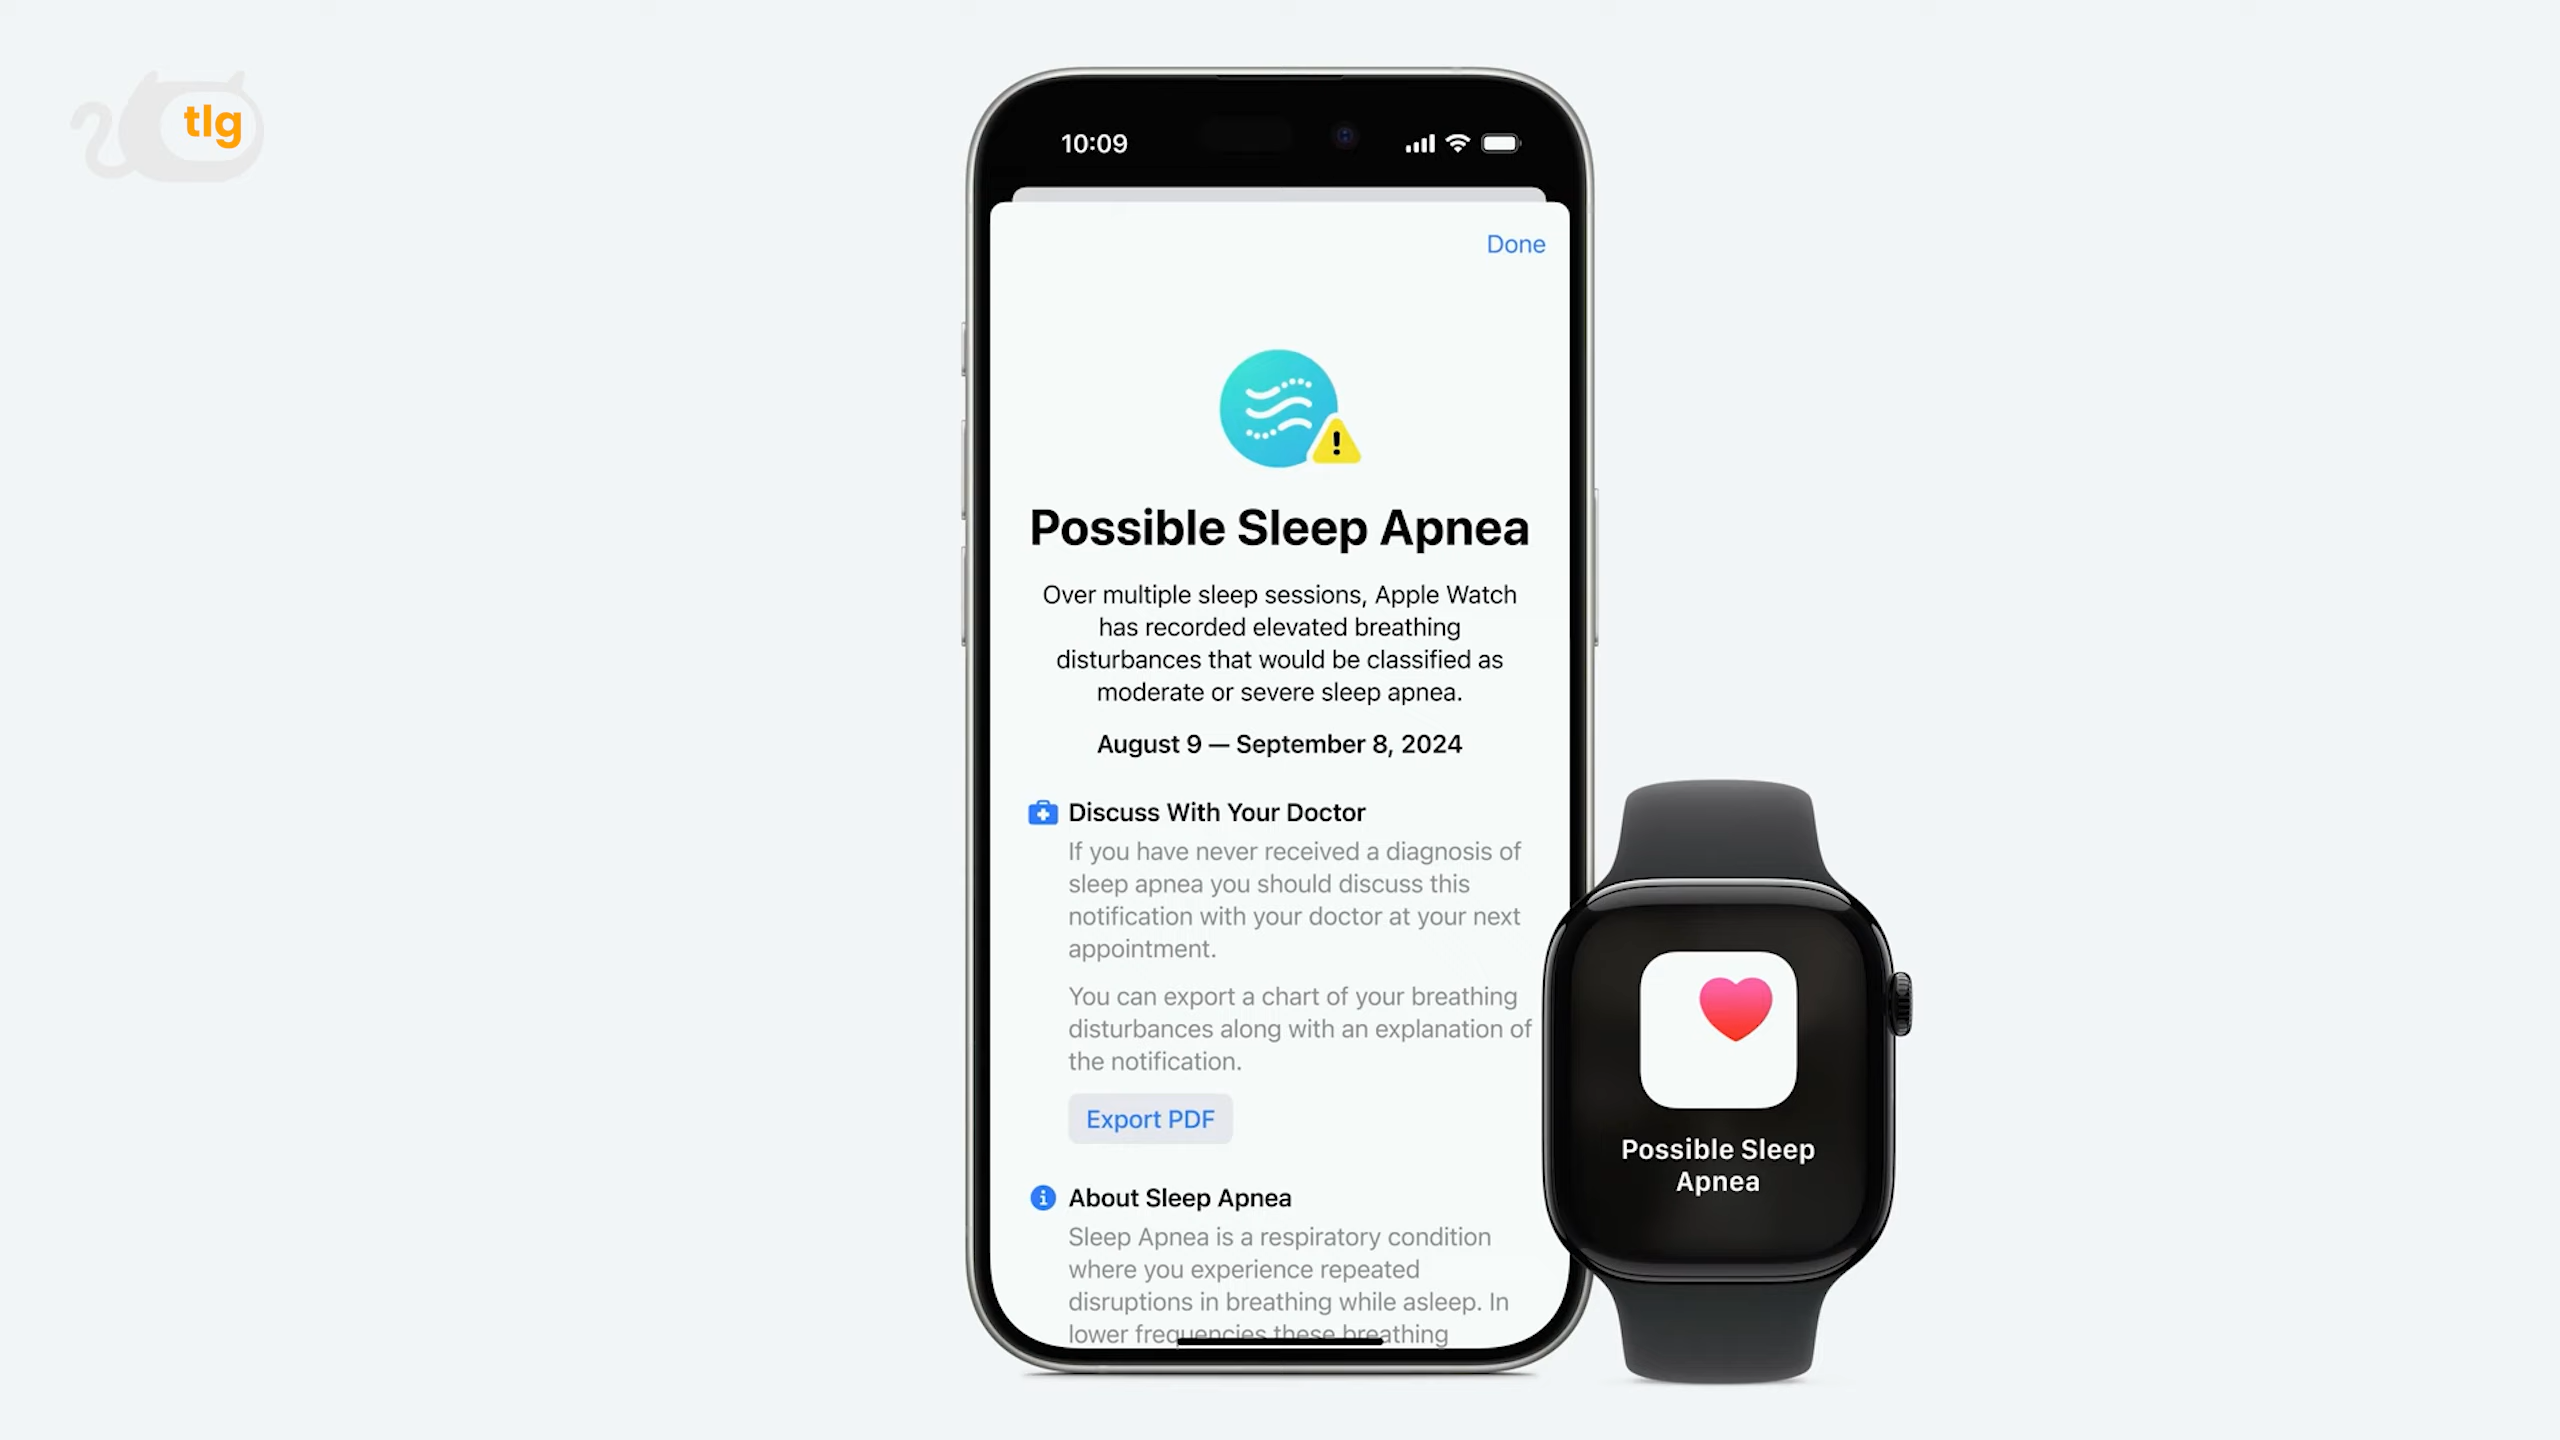 tlg
10:09
Done
Possible Sleep Apnea
Over multiple sleep sessions, Apple Watch
has recorded elevated breathing
disturbances that would be classified as
moderate or severe sleep apnea.
August 9 — September 8, 2024
Discuss With Your Doctor
If you have never received a diagnosis of
sleep apnea you should discuss this
notification with your doctor at your next
appointment.
You can export a chart of your breathing
disturbances along with an explanation of
the notification.
Export PDF
About Sleep Apnea
Sleep Apnea is a respiratory condition
where you experience repeated
disruptions in breathing while asleep. In
lower frequencies these breathing
Possible Sleep
Apnea